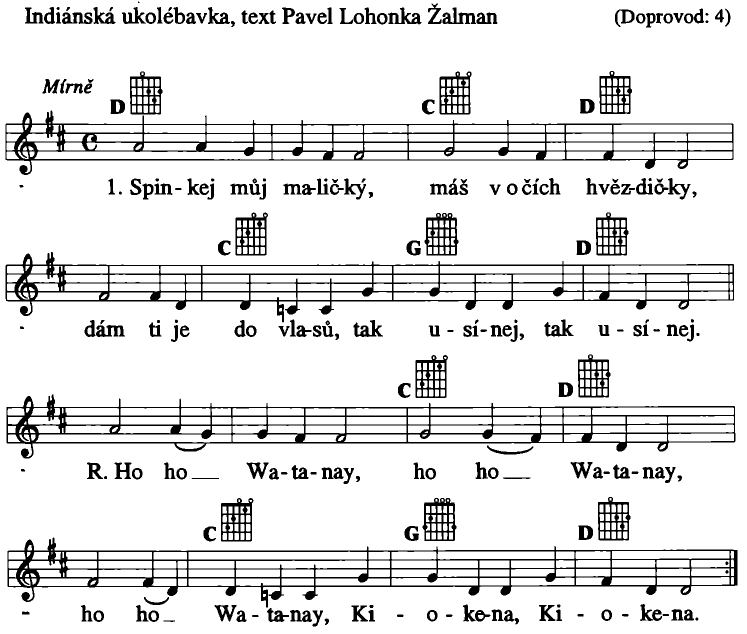 Indiánská ukolébavka, text Pavel Lohonka Žalman (Doprovod: 4)
Mírně
D C D
1. Spin-kej můj ma-lič-ký, máš v očích hvěz-dič-ky,
C G D
dám ti je do vla-sů, tak u - sí-nej, tak u - sí-nej.
C D
R. Ho ho Wa-ta-nay, ho ho Wa-ta-nay,
C G D
ho ho Wa-ta-nay, Ki - o-ke-na, Ki - o - ke-na.